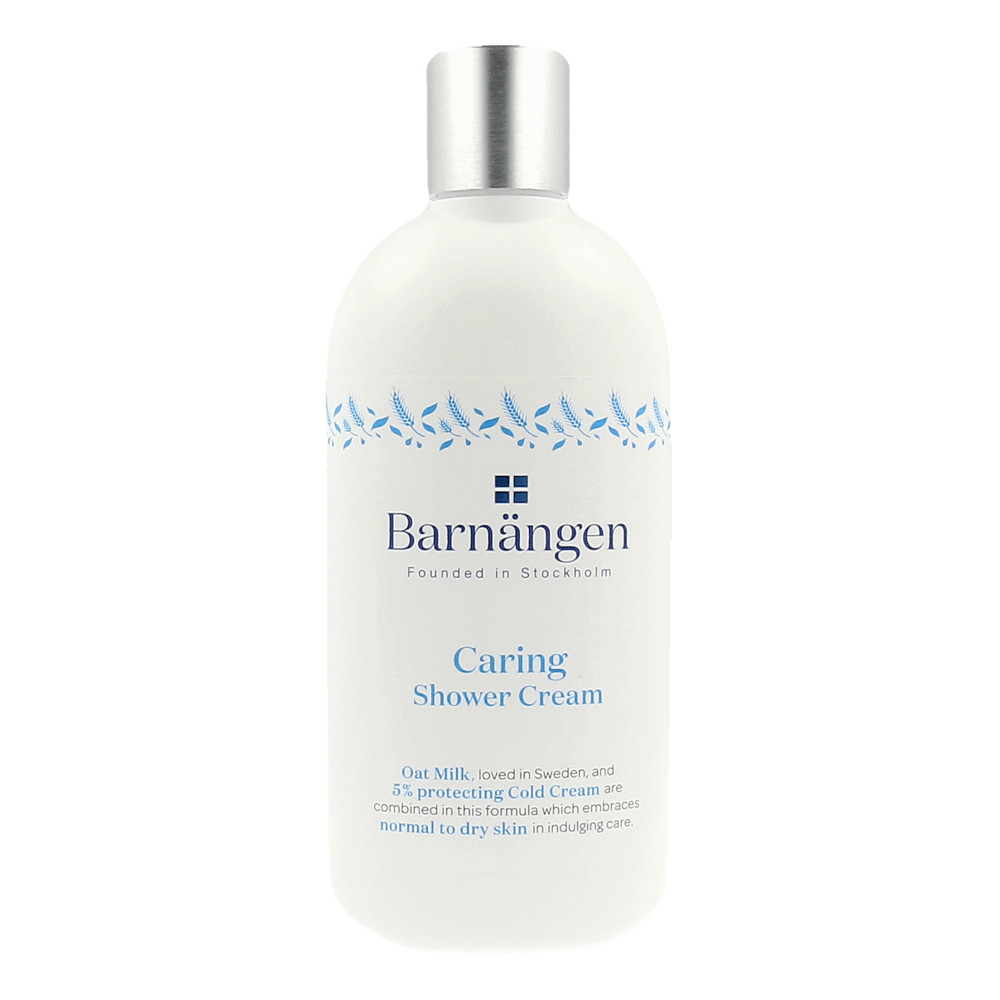 Barnängen
Founded in Stockholm
Caring
Shower Cream
Oat Milk, loved in Sweden, and
5% protecting Cold Cream are
combined in this formula which embraces
normal to dry skin in indulging care.